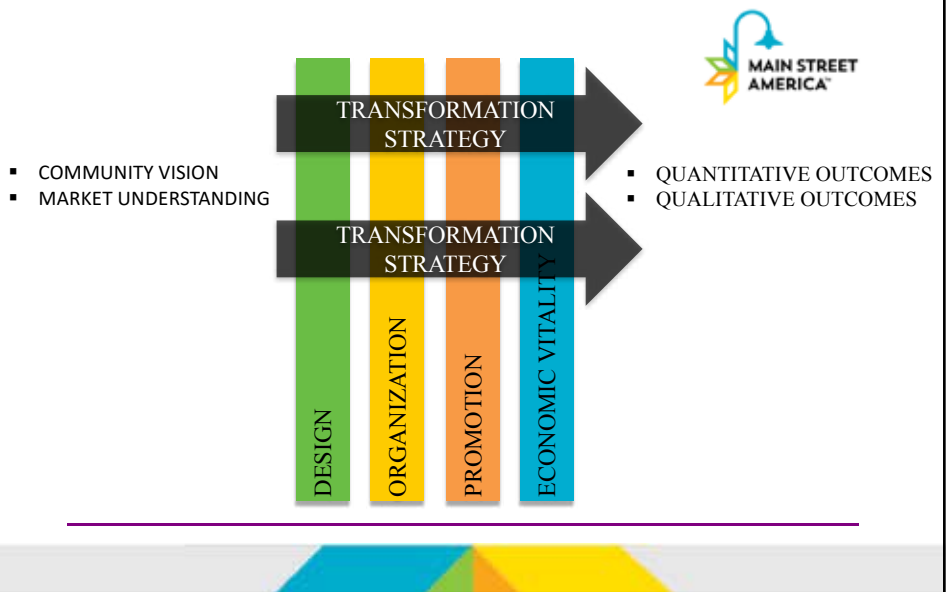 MAIN STREET
AMERICA™
TRANSFORMATION
STRATEGY
▪ COMMUNITY VISION
▪ MARKET UNDERSTANDING
▪ QUANTITATIVE OUTCOMES
▪ QUALITATIVE OUTCOMES
TRANSFORMATION
STRATEGY
DESIGN
ORGANIZATION
PROMOTION
ECONOMIC VITALITY